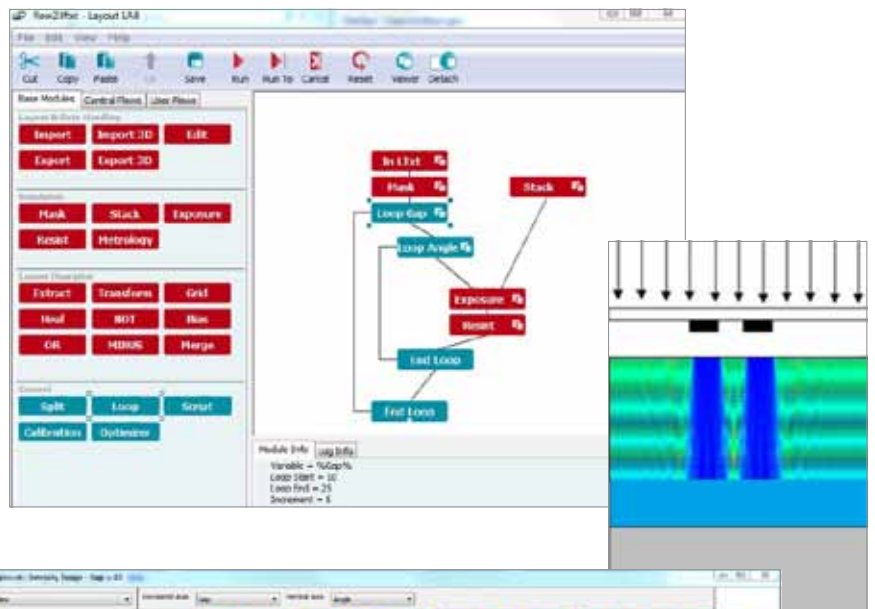 Layout LAB
File Edit View Help
Cut Copy Paste Up Save Run Run To Cancel Reset Viewer Detach
Base Modules Control Flows User Flows
Import Import 3D Edit
Export Export 3D
Mask Stack Exposure
Resist Metrology
Extract Transform Grid
Heal NOT Bias
OR MINUS Merge
General
Split Loop Script
Calibration Optimizer
Mask
Stack
Loop Gap
Loop Angle
Exposure
Resist
End Loop
End Loop
Module Info Log Info
Variable = %Gap%
Loop Start = 10
Loop End = 25
Increment = 5